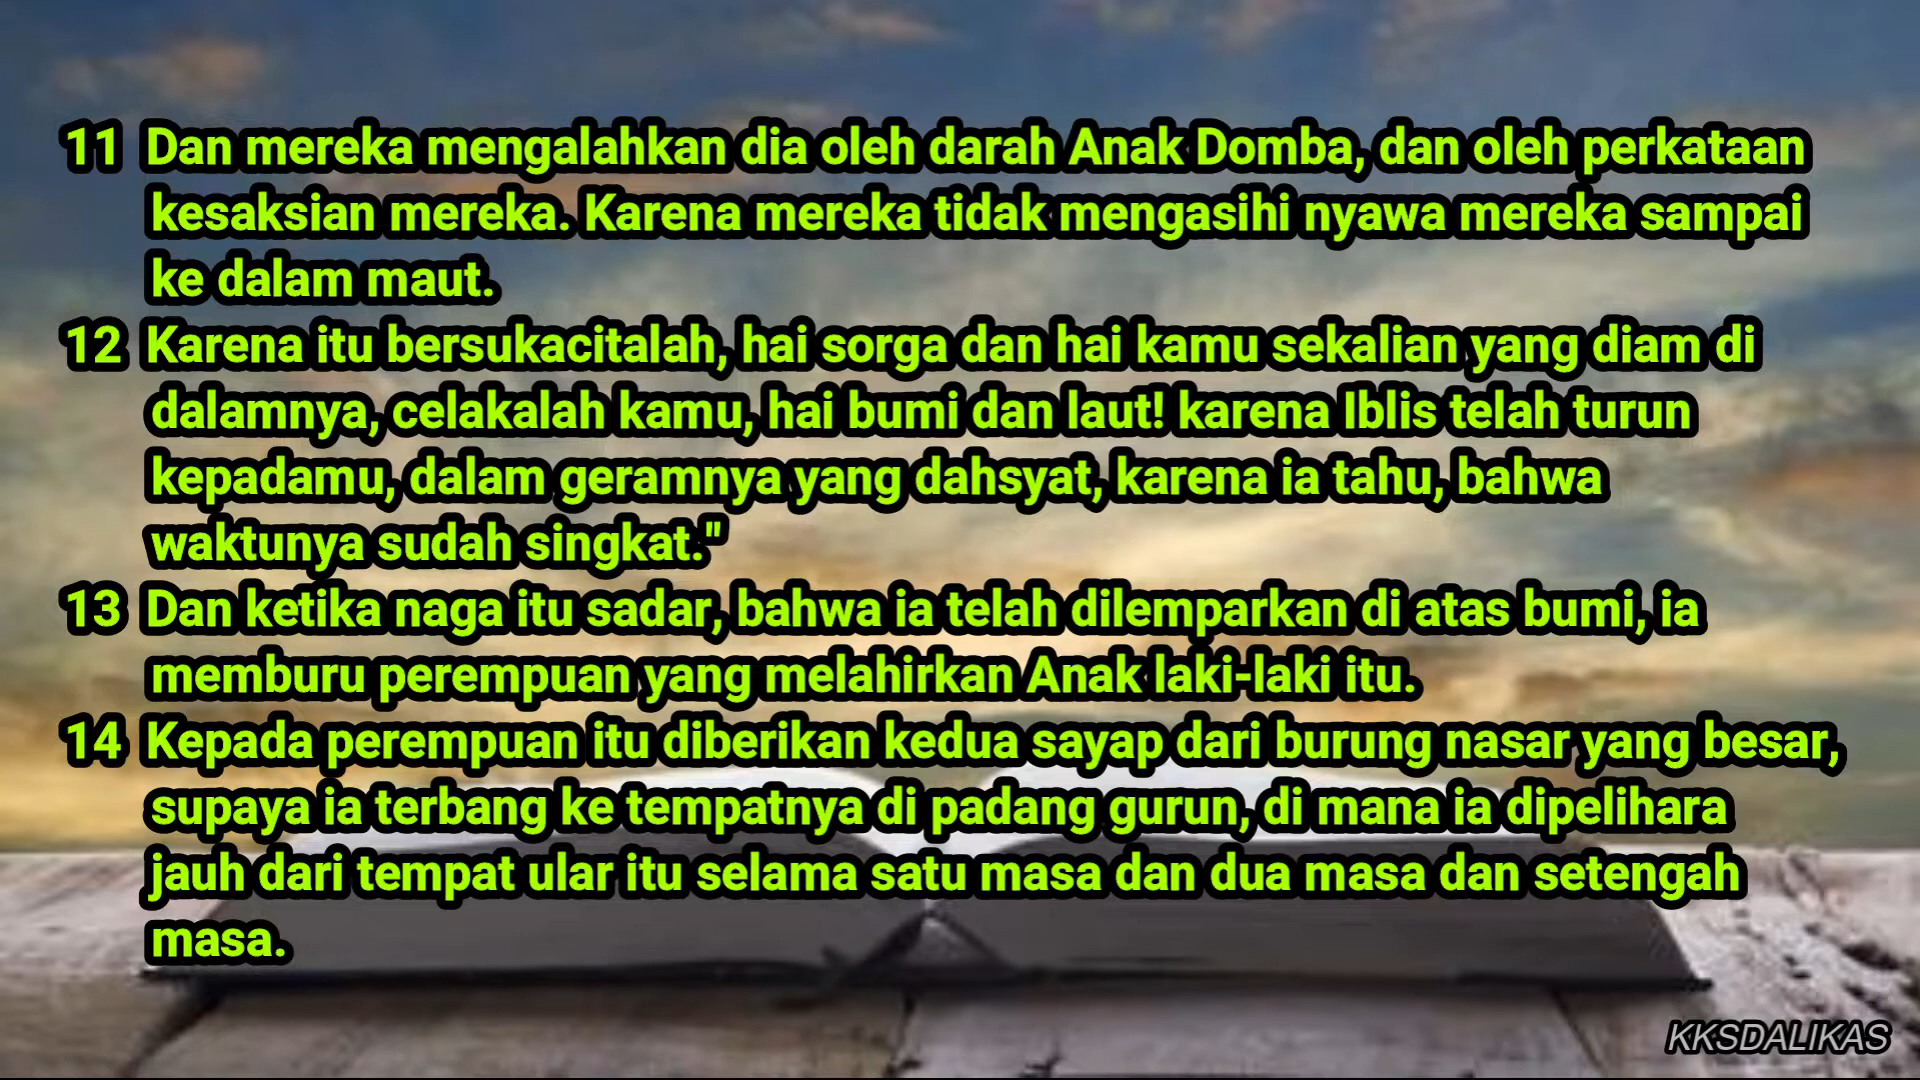 11 Dan mereka mengalahkan dia oleh darah Anak Domba, dan oleh perkataan
kesaksian mereka. Karena mereka tidak mengasihi nyawa mereka sampai
ke dalam maut.
12 Karena itu bersukacitalah, hai sorga dan hai kamu sekalian yang diam di
dalamnya, celakalah kamu, hai bumi dan laut! karena Iblis telah turun
kepadamu, dalam geramnya yang dahsyat, karena ia tahu, bahwa
waktunya sudah singkat."
13 Dan ketika naga itu sadar, bahwa ia telah dilemparkan di atas bumi, ia
memburu perempuan yang melahirkan Anak laki-laki itu.
14 Kepada perempuan itu diberikan kedua sayap dari burung nasar yang besar,
supaya ia terbang ke tempatnya di padang gurun, di mana ia dipelihara
jauh dari tempat ular itu selama satu masa dan dua masa dan setengah
masa.
KKSDALIKAS